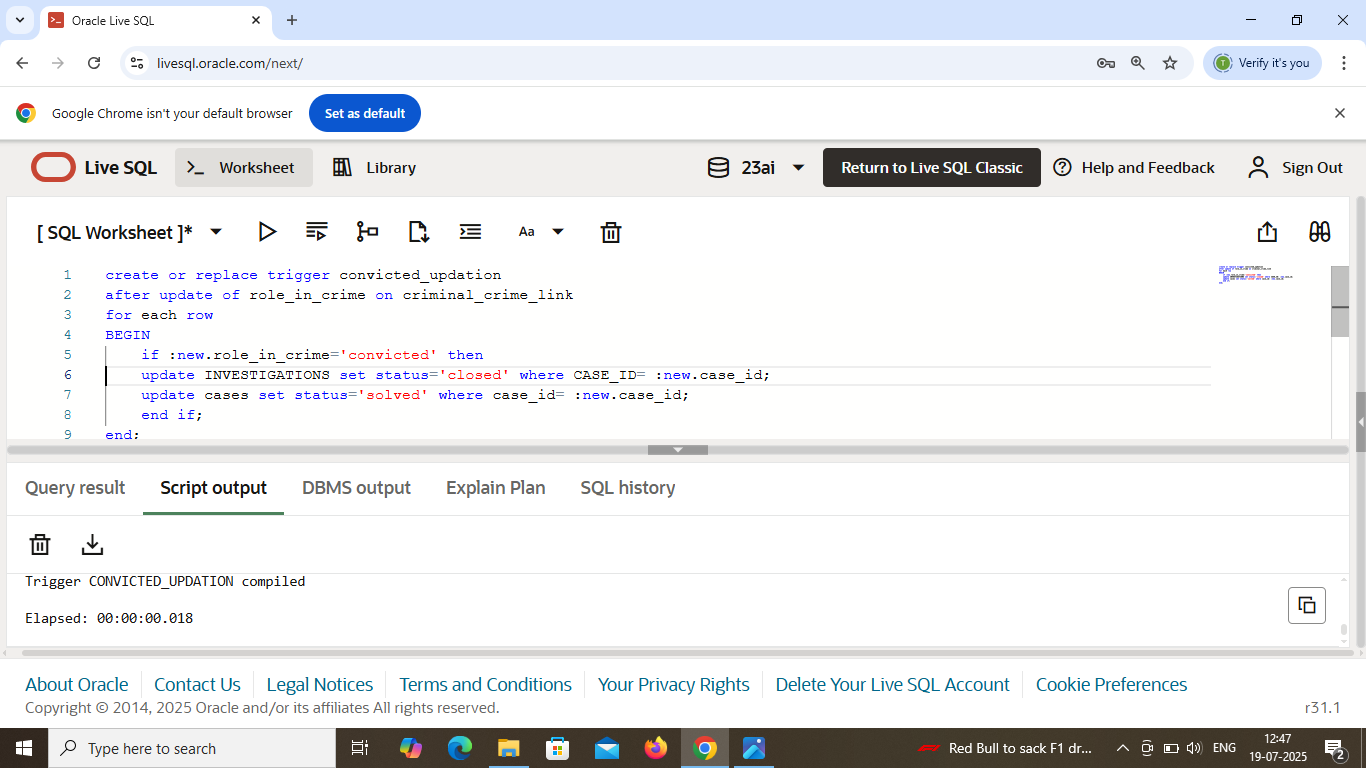 Oracle Live SQL
livesql.oracle.com/next/
Verify it's you
Google Chrome isn't your default browser
Set as default
Live SQL
Worksheet
Library
23ai
Return to Live SQL Classic
Help and Feedback
Sign Out
[ SQL Worksheet ]*
Aa
1 create or replace trigger convicted_updation
2 after update of role_in_crime on criminal_crime_link
3 for each row
4 BEGIN
5 if :new.role_in_crime='convicted' then
6 update INVESTIGATIONS set status='closed' where CASE_ID= :new.case_id;
7 update cases set status='solved' where case_id= :new.case_id;
8 end if;
9 end;
Query result
Script output
DBMS output
Explain Plan
SQL history
Trigger CONVICTED_UPDATION compiled
Elapsed: 00:00:00.018
About Oracle
Contact Us
Legal Notices
Terms and Conditions
Your Privacy Rights
Delete Your Live SQL Account
Cookie Preferences
Copyright © 2014, 2025 Oracle and/or its affiliates All rights reserved.
r31.1
Type here to search
Red Bull to sack F1 dr...
ENG
12:47
19-07-2025
2